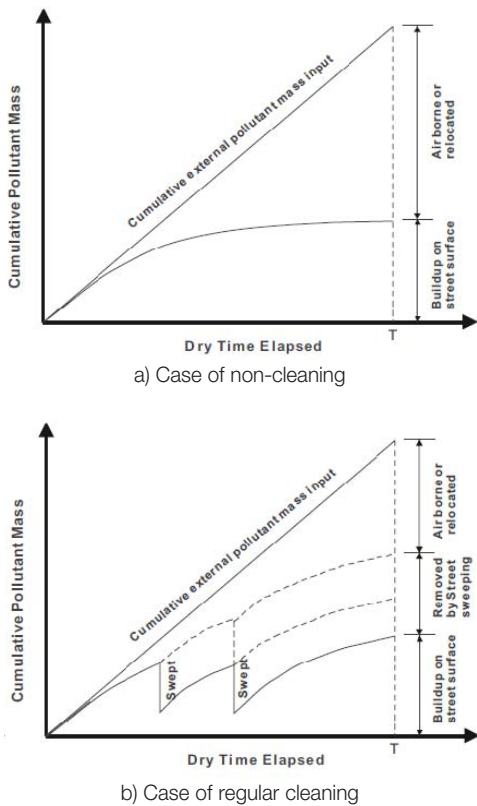 Cumulative Pollutant Mass
Cumulative external pollutant mass input
Air borne or
relocated
Buildup on
street surface
T
Dry Time Elapsed
a) Case of non-cleaning
Cumulative Pollutant Mass
Cumulative external pollutant mass input
Swept
Swept
Air borne or
relocated
Removed
by Street
sweeping
Buildup on
street surface
T
Dry Time Elapsed
b) Case of regular cleaning